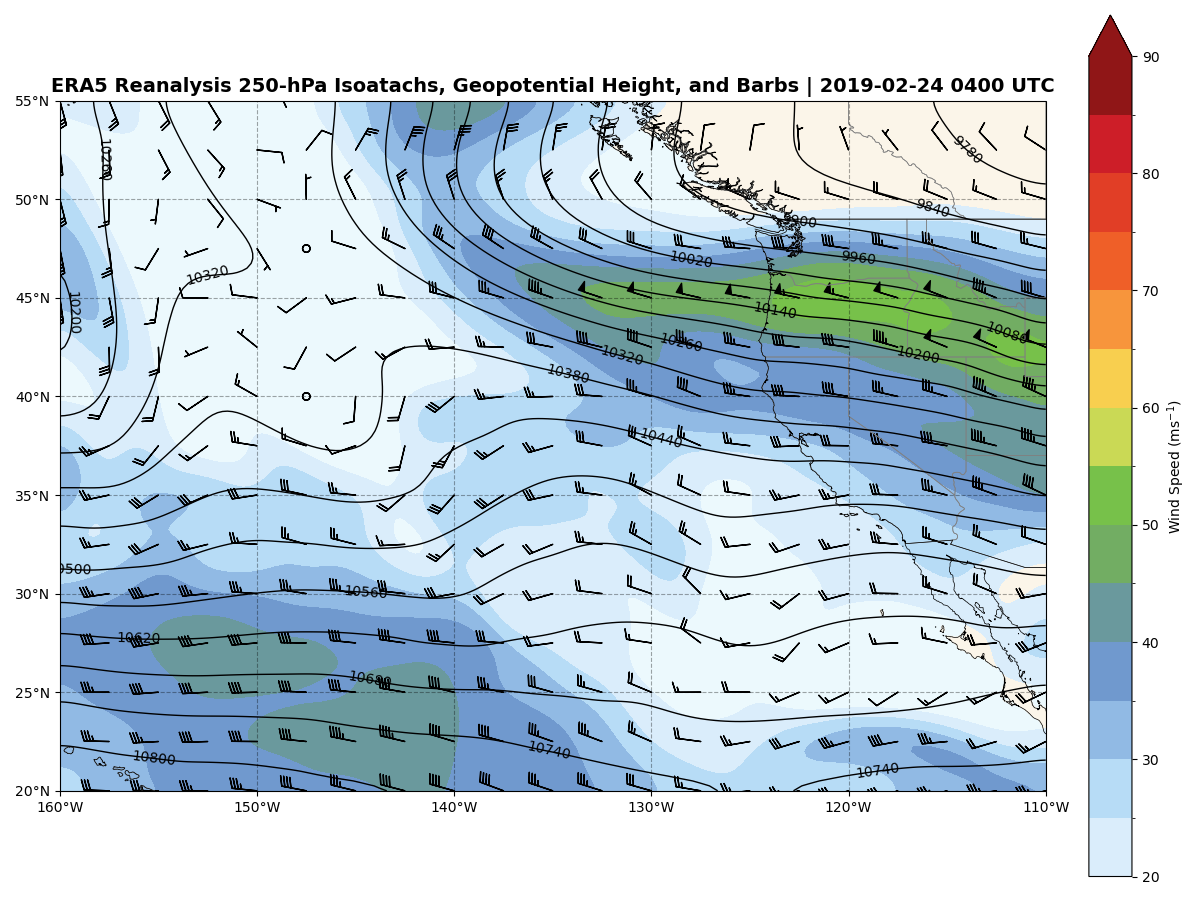 ERA5 Reanalysis 250-hPa Isoatachs, Geopotential Height, and Barbs | 2019-02-24 0400 UTC
55°N
50°N
45°N
40°N
35°N
30°N
25°N
20°N
160°W
150°W
140°W
130°W
120°W
110°W
10200
10320
10200
9780
9840
9900
9960
10020
10080
10140
10200
10260
10320
10380
10440
0500
10560
10620
10680
10740
10800
10740
90
80
70
60
50
40
30
20
Wind Speed (ms⁻¹)